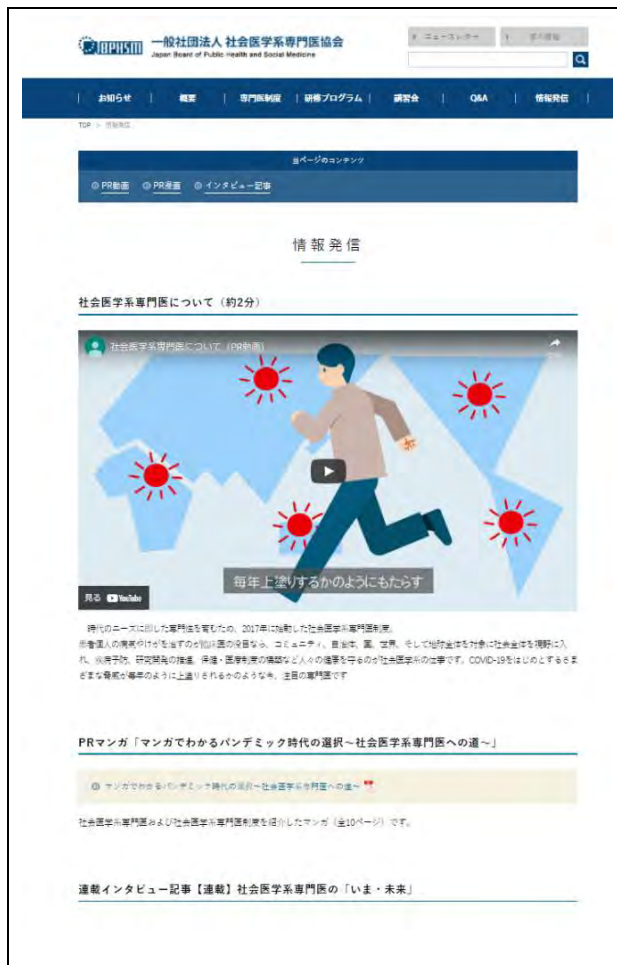 一般社団法人 社会医学系専門医協会
Japan Board of Public Health and Social Medicine
ニュースレター
お知らせ | 概要 | 専門医制度 | 研修プログラム | 講習会 | Q&A | 情報発信
TOP > 情報発信
当ページのコンテンツ
PR動画 PR漫画 インタビュー記事
情報発信
社会医学系専門医について(約2分)
社会医学系専門医について(PR動画)
毎年上塗りするかのようにもたらす
見る YouTube
時代のニーズに即した専門性を育むため、2017年に始動した社会医学系専門医制度。
患者個人の病気やけがを治すのが臨床医の役目なら、コミュニティ、自治体、国、世界、そして地球全体を対象に社会全体を視野に入
れ、疾病予防、研究開発の推進、保健・医療制度の構築など人々の健康を守るのが社会医学系の仕事です。COVID-19をはじめとするさま
ざまな脅威が毎年のように上塗りされるかのような今、注目の専門医です
PRマンガ「マンガでわかるパンデミック時代の選択~社会医学系専門医への道~」
マンガでわかるパンデミック時代の選択~社会医学系専門医への道~
社会医学系専門医および社会医学系専門医制度を紹介したマンガ(全10ページ)です。
連載インタビュー記事【連載】社会医学系専門医の「いま・未来」